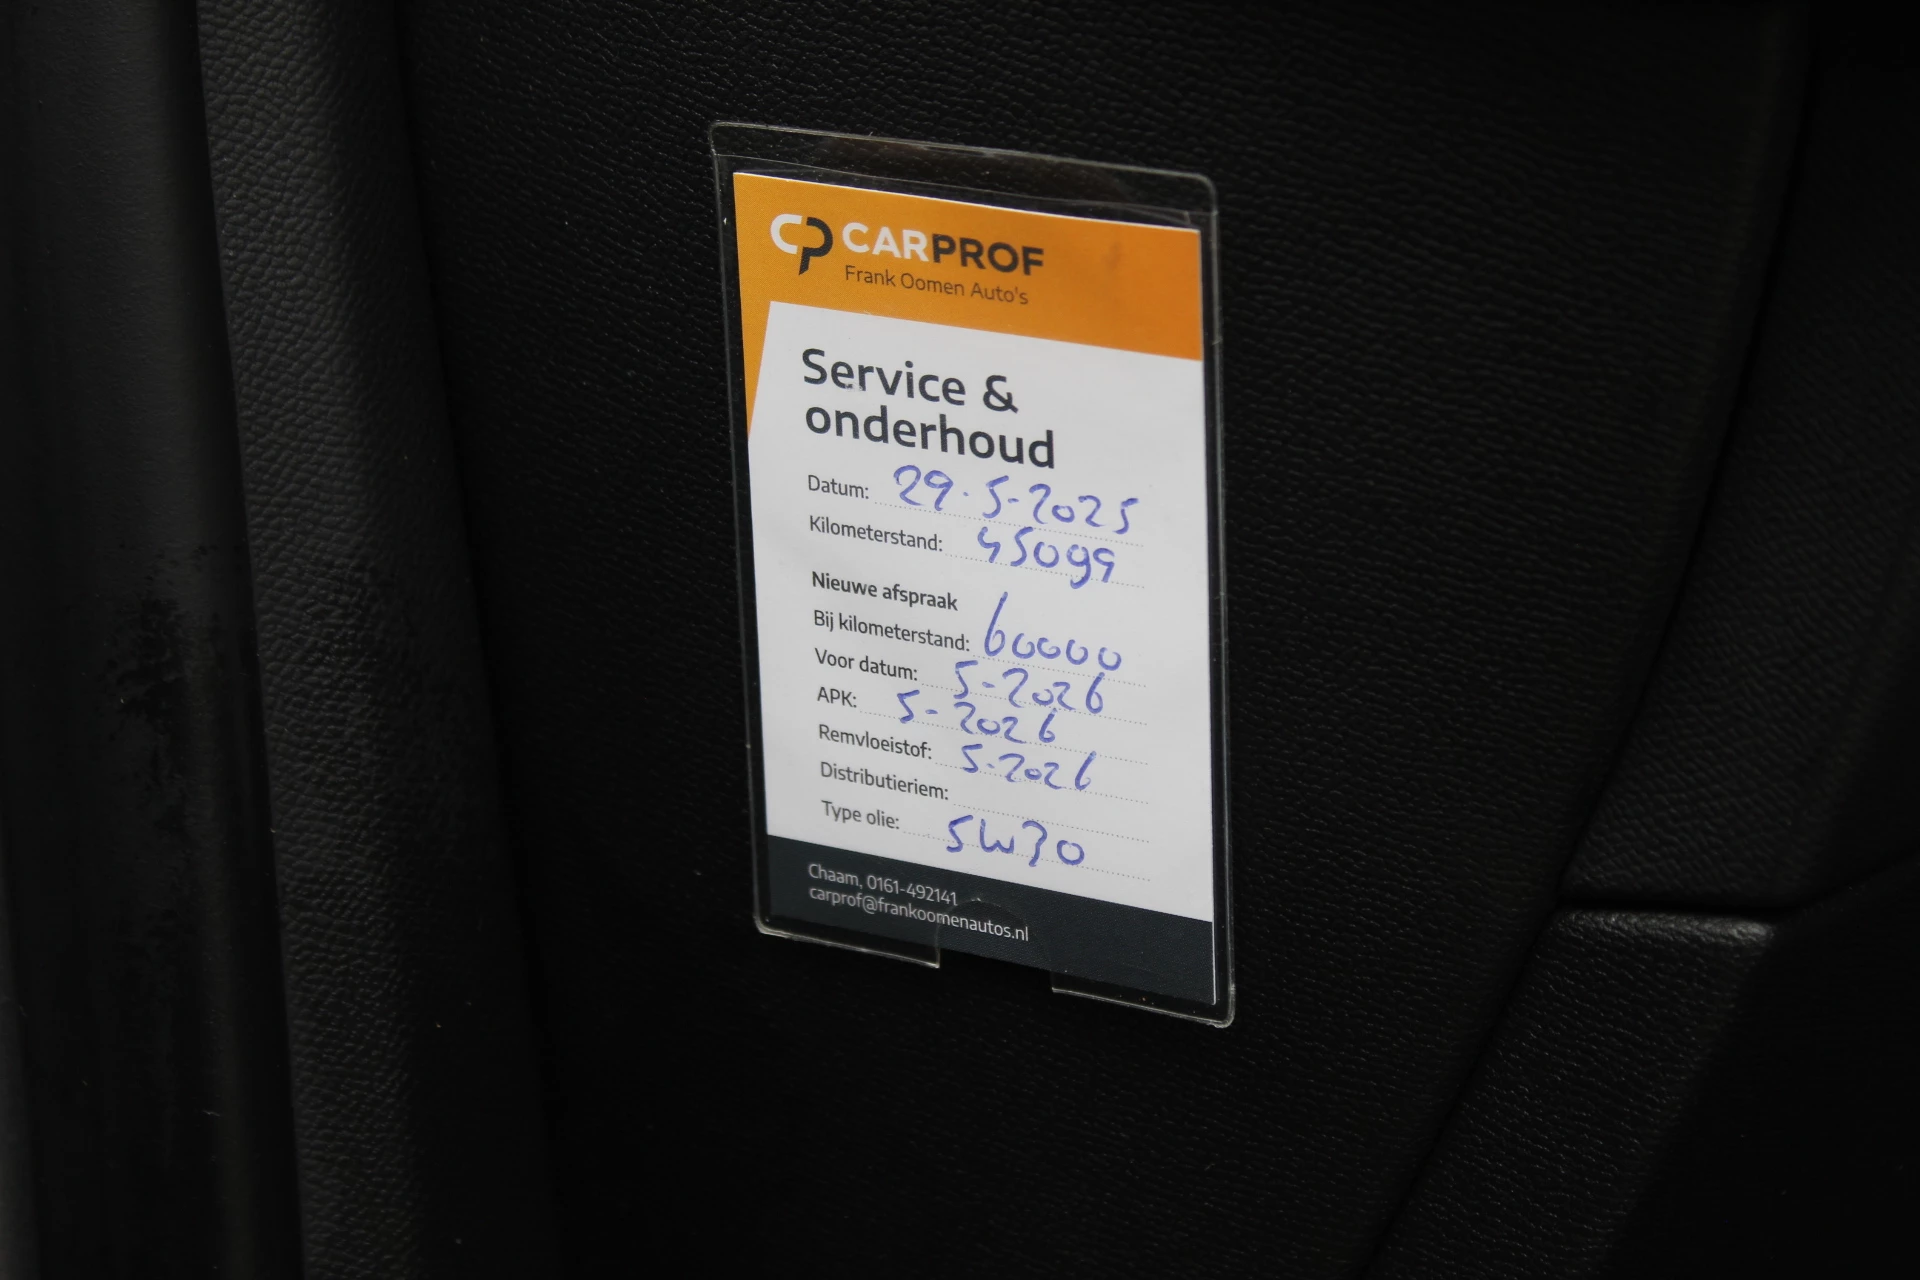 CP CARPROF
Frank Oomen Auto's
Service &
onderhoud
Datum: 29-5-2025
Kilometerstand: 45099
Nieuwe afspraak
Bij kilometerstand: 60000
Voor datum: 5-2026
APK: 5-2026
Remvloeistof: 5-2026
Distributieriem:
Type olie: 5W30
Chaam, 0161-492141
carprof@frankoomenautos.nl